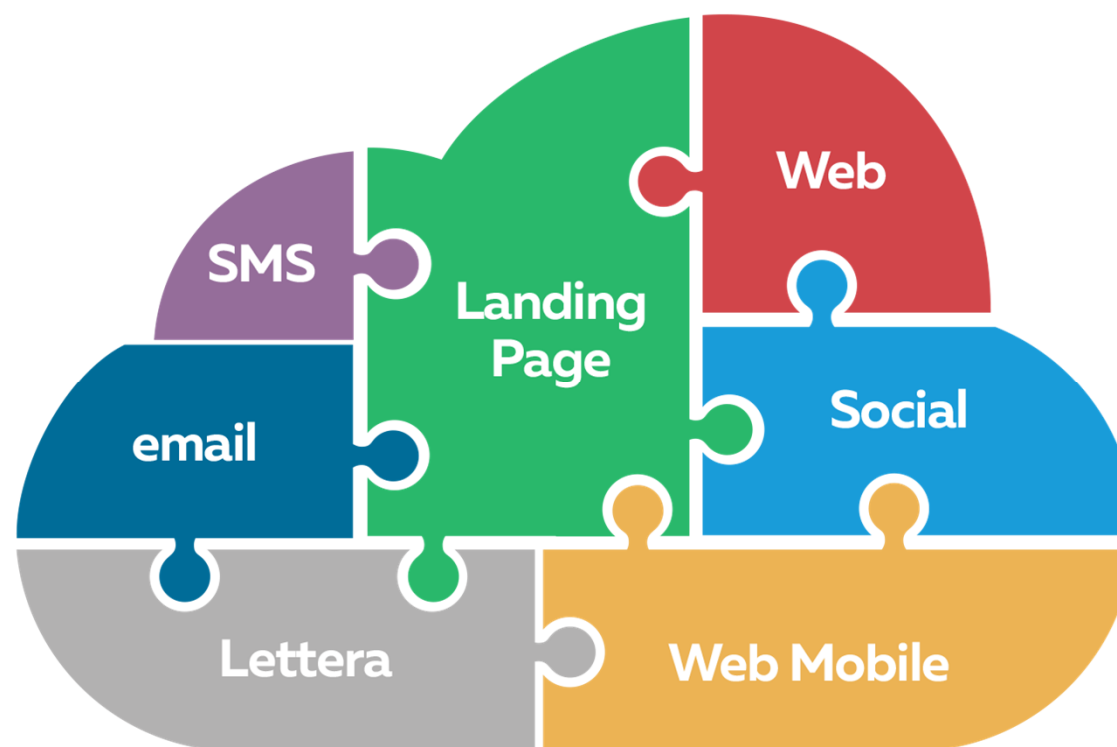 Web
SMS
Landing
Page
Social
email
Lettera
Web Mobile